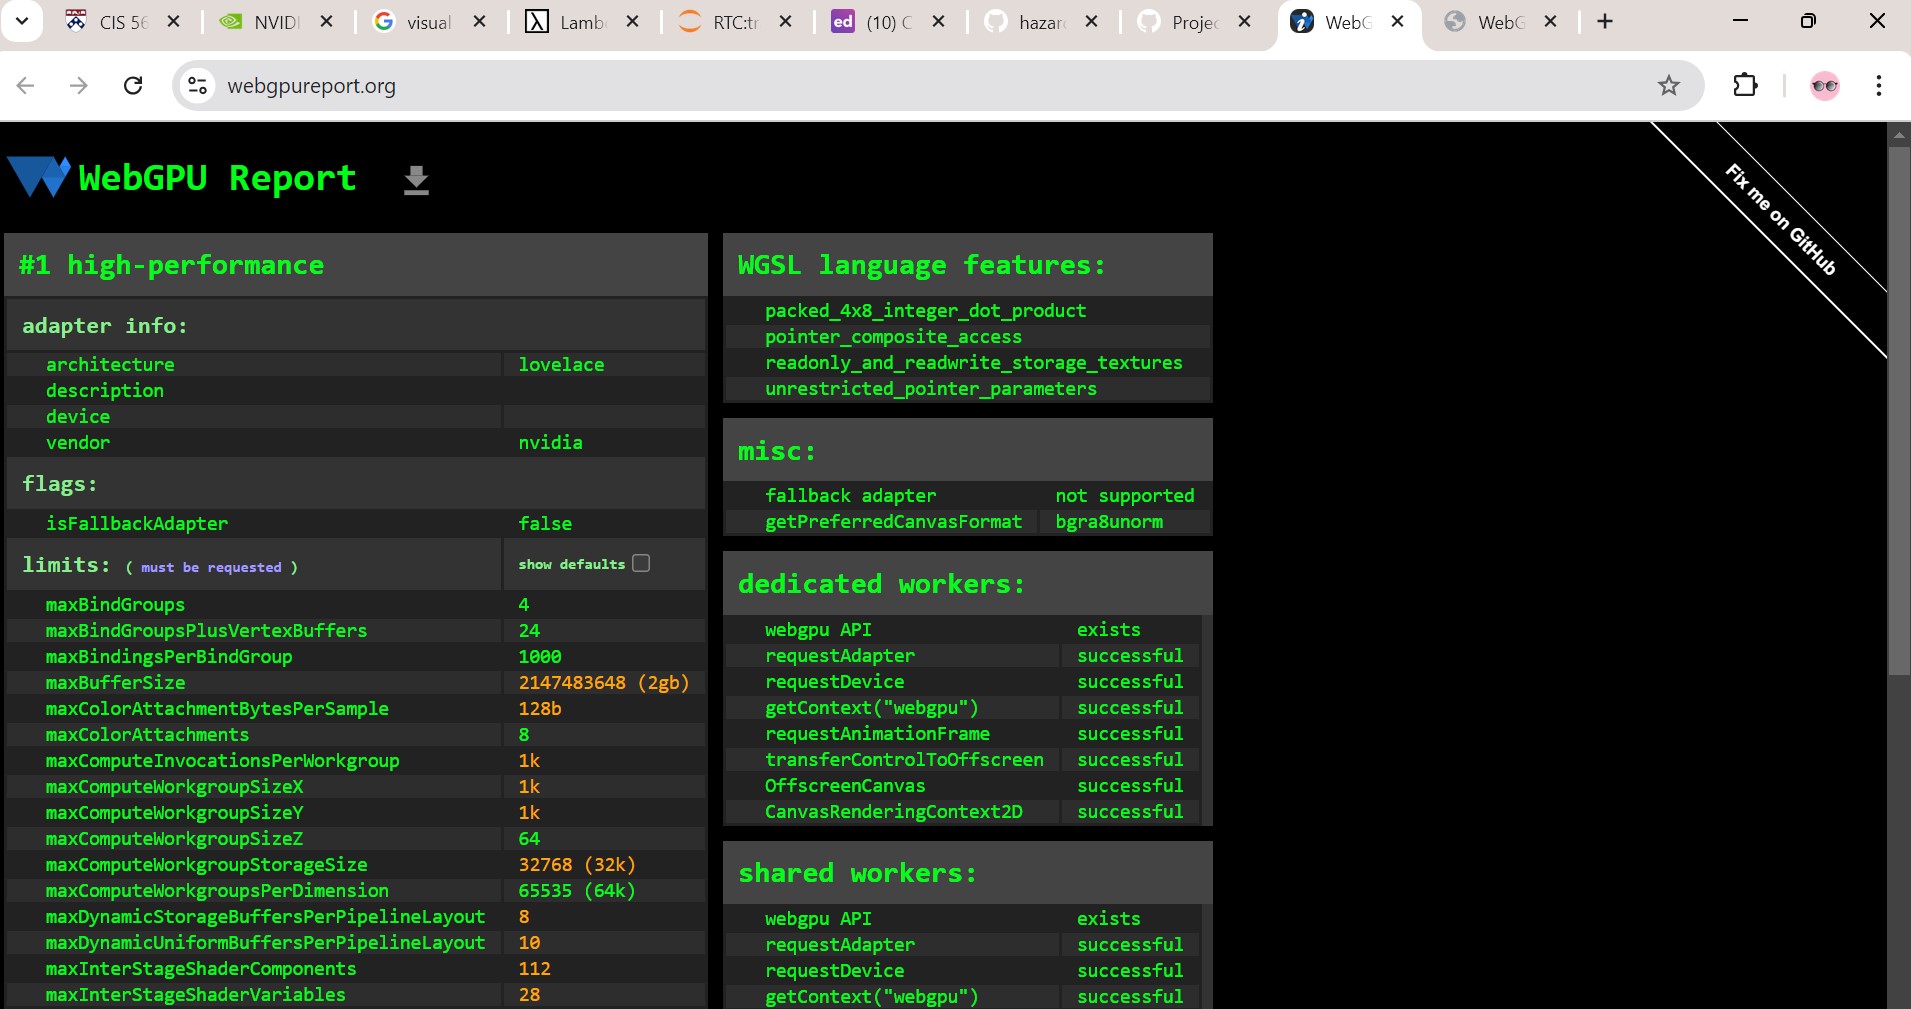 CIS 56
NVIDI
visual
Lamb
RTC:tr
ed
(10) C
hazar
Projec
WebG
WebG
webgpureport.org
WebGPU Report
Fix me on GitHub
#1 high-performance
adapter info:
architecture lovelace
description
device
vendor nvidia
flags:
isFallbackAdapter false
limits: ( must be requested ) show defaults
maxBindGroups 4
maxBindGroupsPlusVertexBuffers 24
maxBindingsPerBindGroup 1000
maxBufferSize 2147483648 (2gb)
maxColorAttachmentBytesPerSample 128b
maxColorAttachments 8
maxComputeInvocationsPerWorkgroup 1k
maxComputeWorkgroupSizeX 1k
maxComputeWorkgroupSizeY 1k
maxComputeWorkgroupSizeZ 64
maxComputeWorkgroupStorageSize 32768 (32k)
maxComputeWorkgroupsPerDimension 65535 (64k)
maxDynamicStorageBuffersPerPipelineLayout 8
maxDynamicUniformBuffersPerPipelineLayout 10
maxInterStageShaderComponents 112
maxInterStageShaderVariables 28
WGSL language features:
packed_4x8_integer_dot_product
pointer_composite_access
readonly_and_readwrite_storage_textures
unrestricted_pointer_parameters
misc:
fallback adapter not supported
getPreferredCanvasFormat bgra8unorm
dedicated workers:
webgpu API exists
requestAdapter successful
requestDevice successful
getContext("webgpu") successful
requestAnimationFrame successful
transferControlToOffscreen successful
OffscreenCanvas successful
CanvasRenderingContext2D successful
shared workers:
webgpu API exists
requestAdapter successful
requestDevice successful
getContext("webgpu") successful